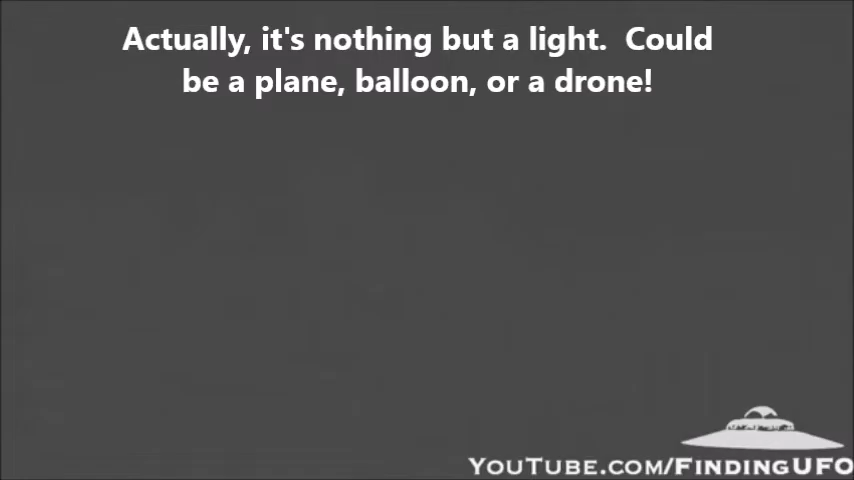 Actually, it's nothing but a light.  Could
be a plane, balloon, or a drone!
YouTube.com/FindingUFO